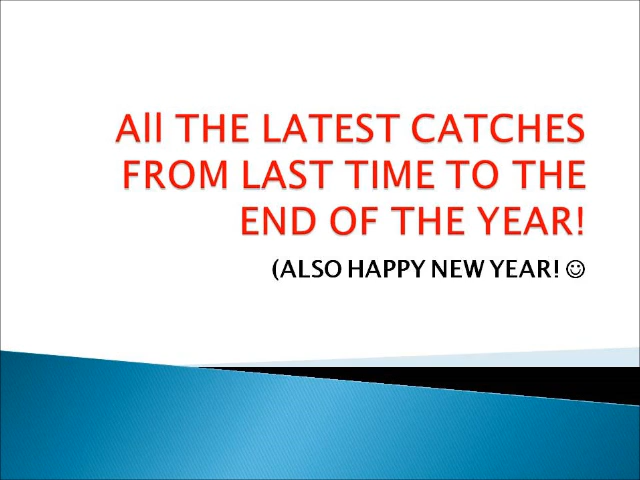 All THE LATEST CATCHES
FROM LAST TIME TO THE
END OF THE YEAR!
(ALSO HAPPY NEW YEAR! ☺